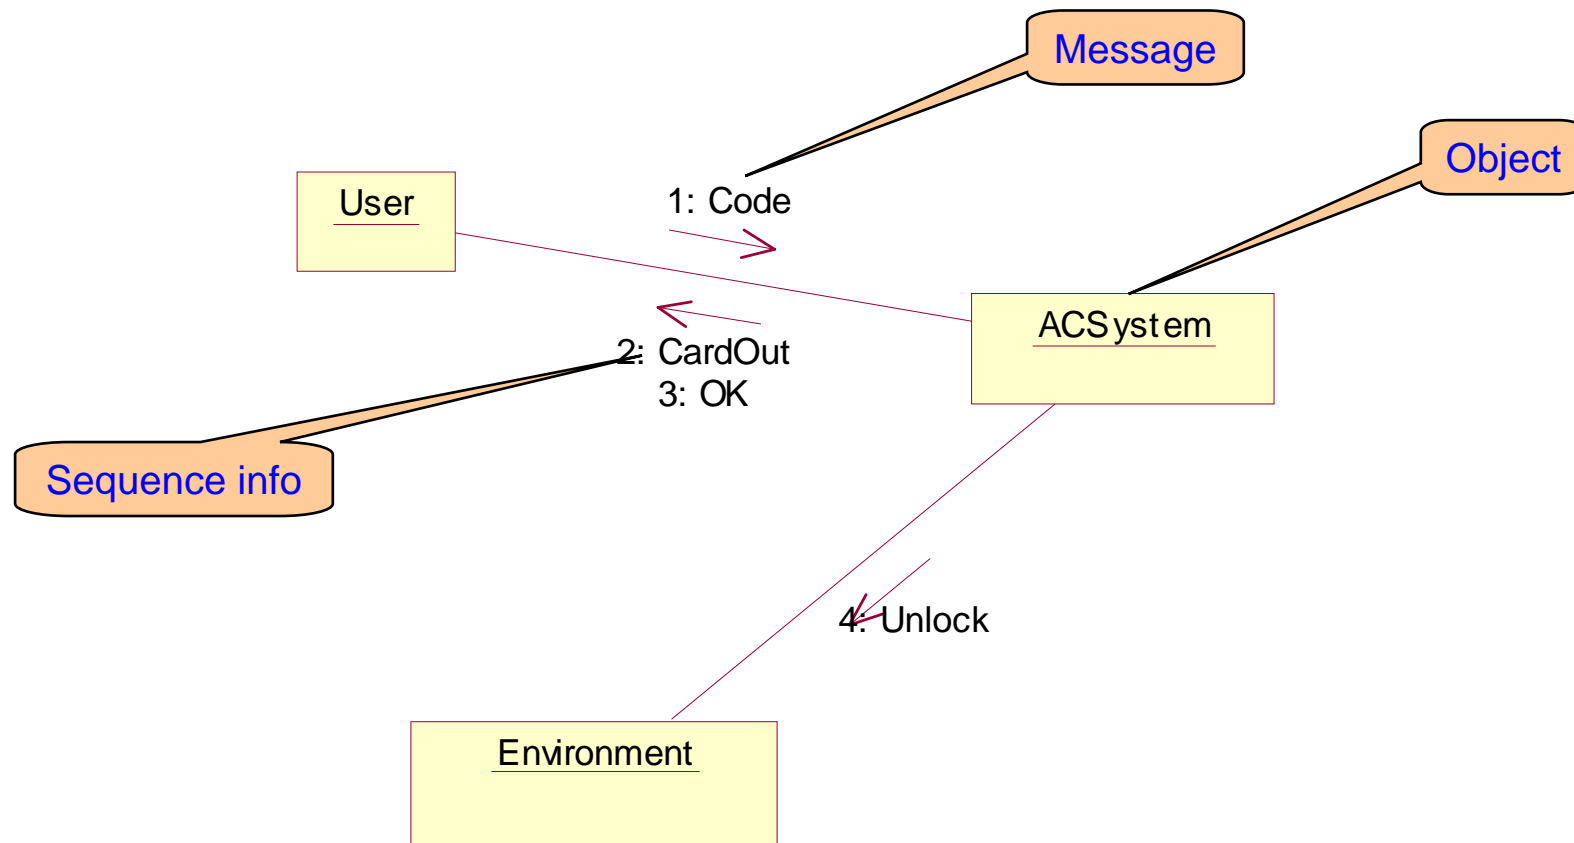 Message
Object
User
1: Code
ACSystem
2: CardOut
3: OK
Sequence info
4: Unlock
Environment